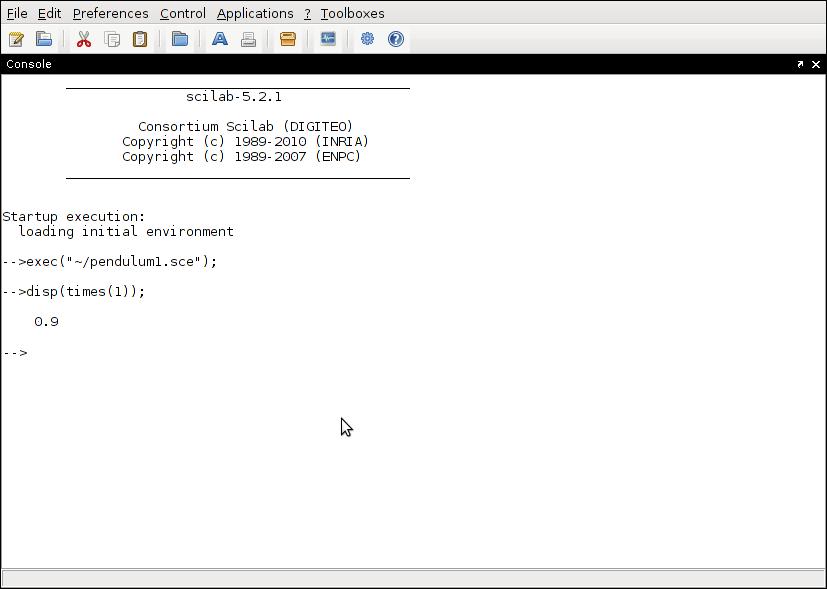 File Edit Preferences Control Applications ? Toolboxes
Console
scilab-5.2.1
Consortium Scilab (DIGITEO)
Copyright (c) 1989-2010 (INRIA)
Copyright (c) 1989-2007 (ENPC)
Startup execution:
loading initial environment
-->exec("~/pendulum1.sce");
-->disp(times(1));
0.9
-->